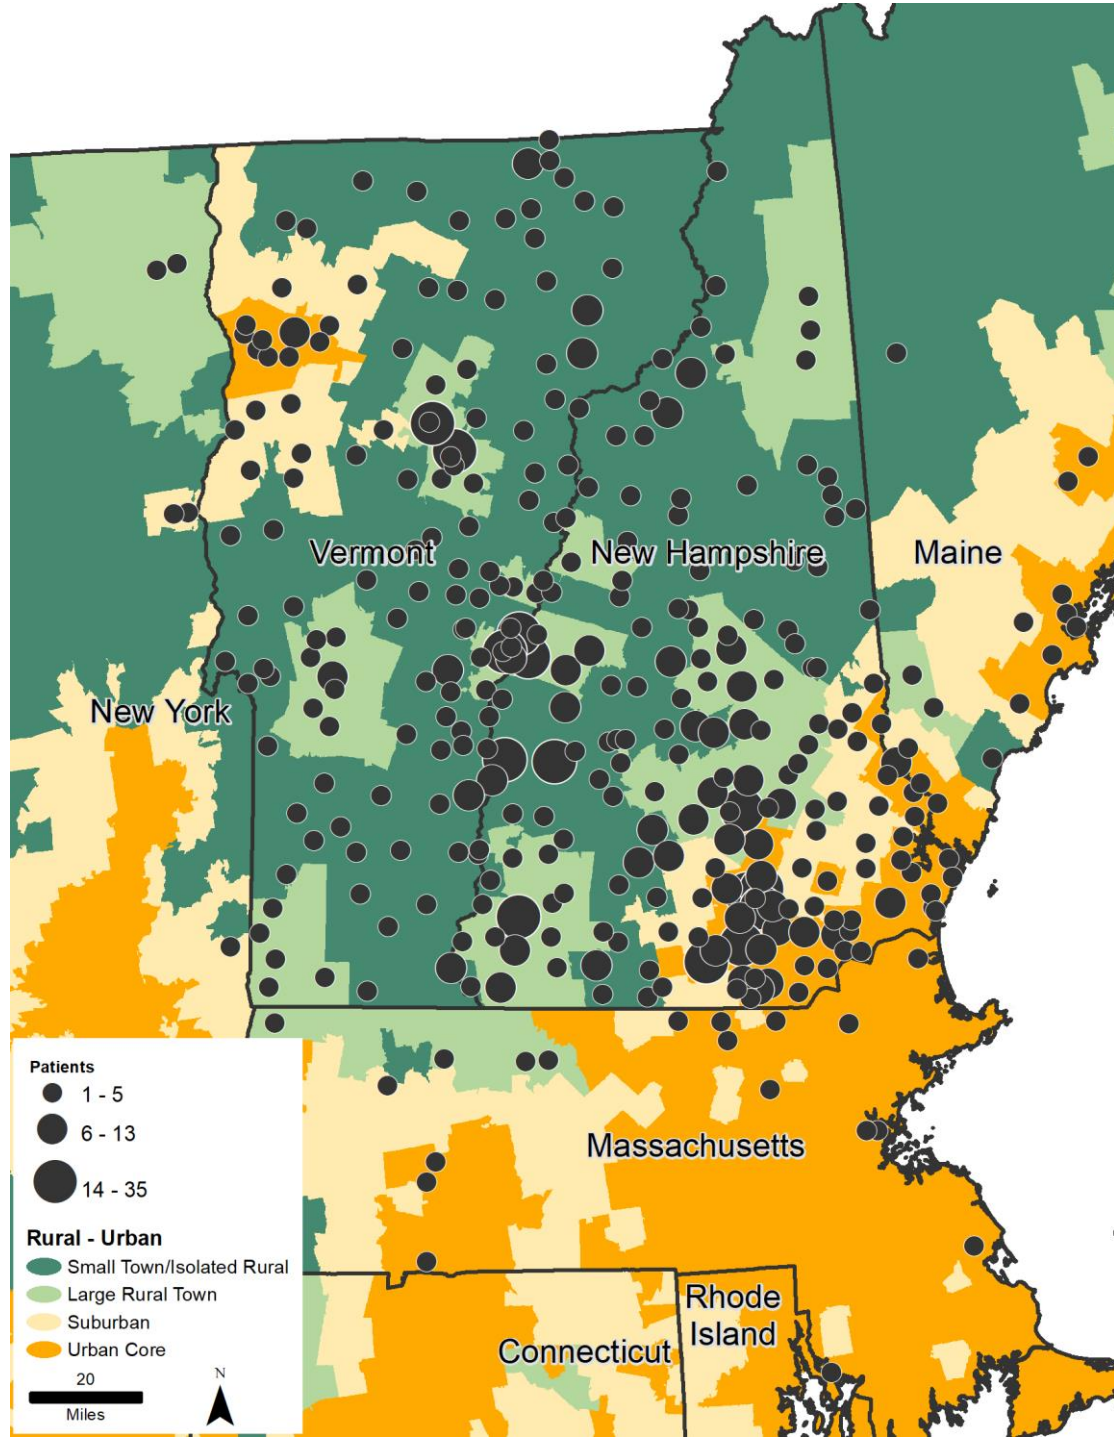 Vermont
New Hampshire
Maine
New York
Massachusetts
Rhode
Island
Connecticut
Patients
1 - 5
6 - 13
14 - 35
Rural - Urban
Small Town/Isolated Rural
Large Rural Town
Suburban
Urban Core
20
Miles
N